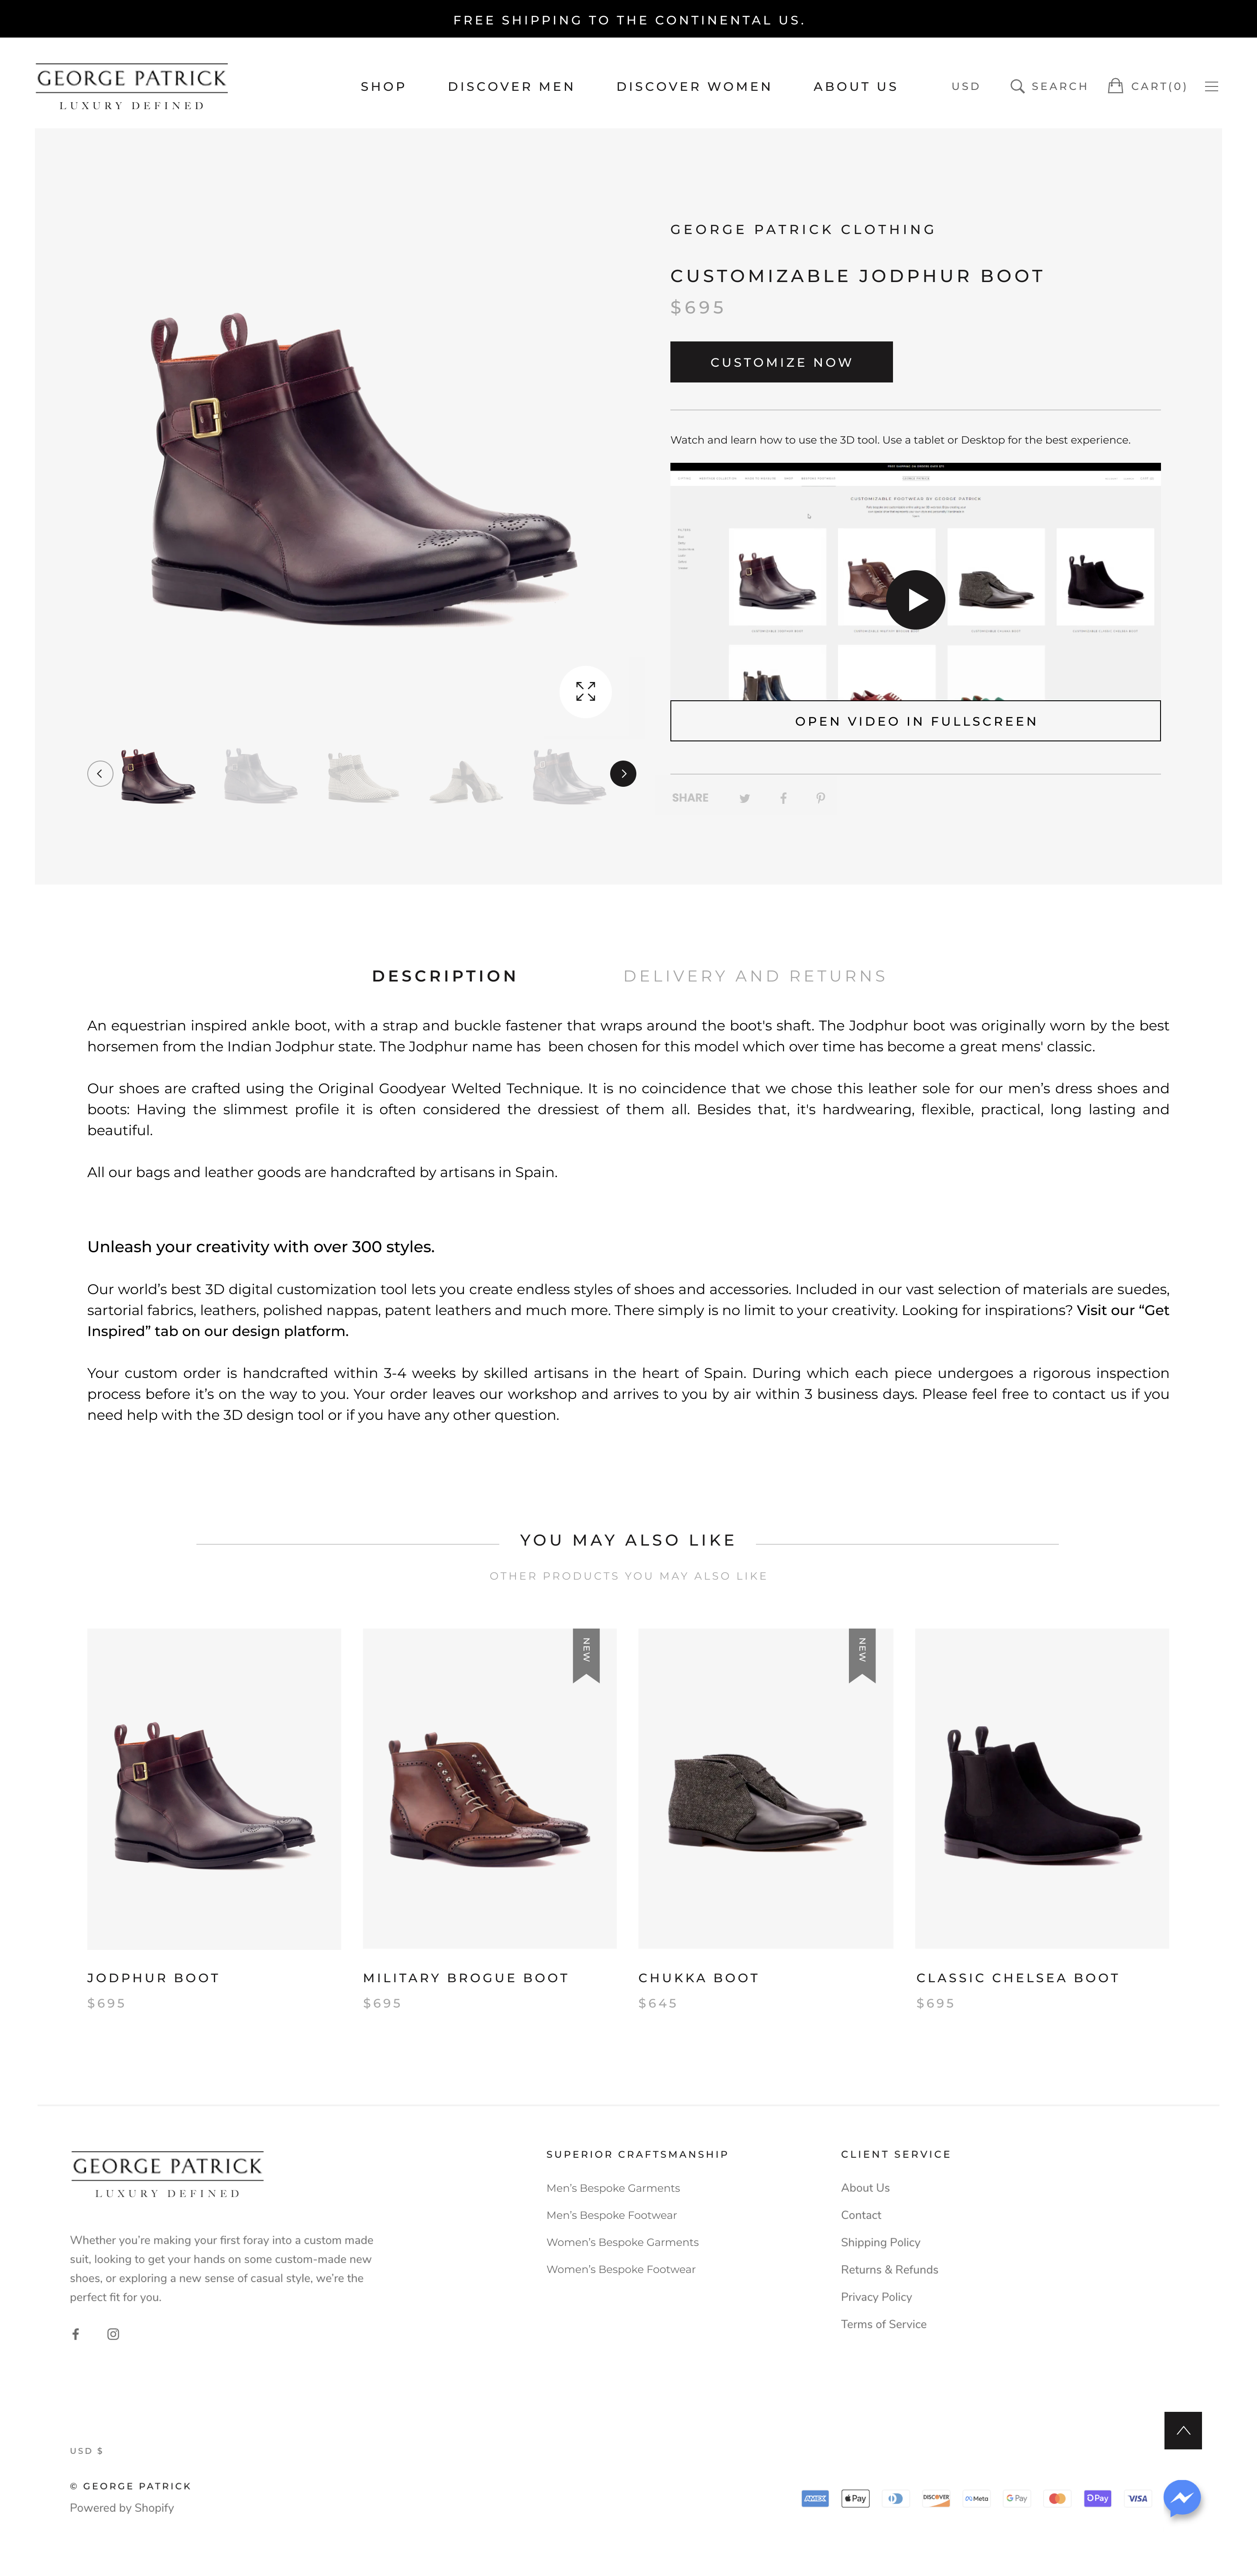 FREE SHIPPING TO THE CONTINENTAL US.
GEORGE PATRICK
LUXURY DEFINED
SHOP
DISCOVER MEN
DISCOVER WOMEN
ABOUT US
USD
SEARCH
CART(0)
GEORGE PATRICK CLOTHING
CUSTOMIZABLE JODPHUR BOOT
$695
CUSTOMIZE NOW
Watch and learn how to use the 3D tool. Use a tablet or Desktop for the best experience.
CUSTOMIZABLE FOOTWEAR BY GEORGE PATRICK
OPEN VIDEO IN FULLSCREEN
SHARE
DESCRIPTION
DELIVERY AND RETURNS
An equestrian inspired ankle boot, with a strap and buckle fastener that wraps around the boot's shaft. The Jodphur boot was originally worn by the best
horsemen from the Indian Jodphur state. The Jodphur name has  been chosen for this model which over time has become a great mens' classic.
Our shoes are crafted using the Original Goodyear Welted Technique. It is no coincidence that we chose this leather sole for our men’s dress shoes and
boots: Having the slimmest profile it is often considered the dressiest of them all. Besides that, it's hardwearing, flexible, practical, long lasting and
beautiful.
All our bags and leather goods are handcrafted by artisans in Spain.
Unleash your creativity with over 300 styles.
Our world’s best 3D digital customization tool lets you create endless styles of shoes and accessories. Included in our vast selection of materials are suedes,
sartorial fabrics, leathers, polished nappas, patent leathers and much more. There simply is no limit to your creativity. Looking for inspirations? Visit our “Get
Inspired” tab on our design platform.
Your custom order is handcrafted within 3-4 weeks by skilled artisans in the heart of Spain. During which each piece undergoes a rigorous inspection
process before it’s on the way to you. Your order leaves our workshop and arrives to you by air within 3 business days. Please feel free to contact us if you
need help with the 3D design tool or if you have any other question.
YOU MAY ALSO LIKE
OTHER PRODUCTS YOU MAY ALSO LIKE
NEW
NEW
JODPHUR BOOT
$695
MILITARY BROGUE BOOT
$695
CHUKKA BOOT
$645
CLASSIC CHELSEA BOOT
$695
GEORGE PATRICK
LUXURY DEFINED
Whether you’re making your first foray into a custom made
suit, looking to get your hands on some custom-made new
shoes, or exploring a new sense of casual style, we’re the
perfect fit for you.
SUPERIOR CRAFTSMANSHIP
Men’s Bespoke Garments
Men’s Bespoke Footwear
Women’s Bespoke Garments
Women’s Bespoke Footwear
CLIENT SERVICE
About Us
Contact
Shipping Policy
Returns & Refunds
Privacy Policy
Terms of Service
USD $
© GEORGE PATRICK
Powered by Shopify
AMEX
Pay
DISCOVER
Meta
G Pay
Pay
VISA